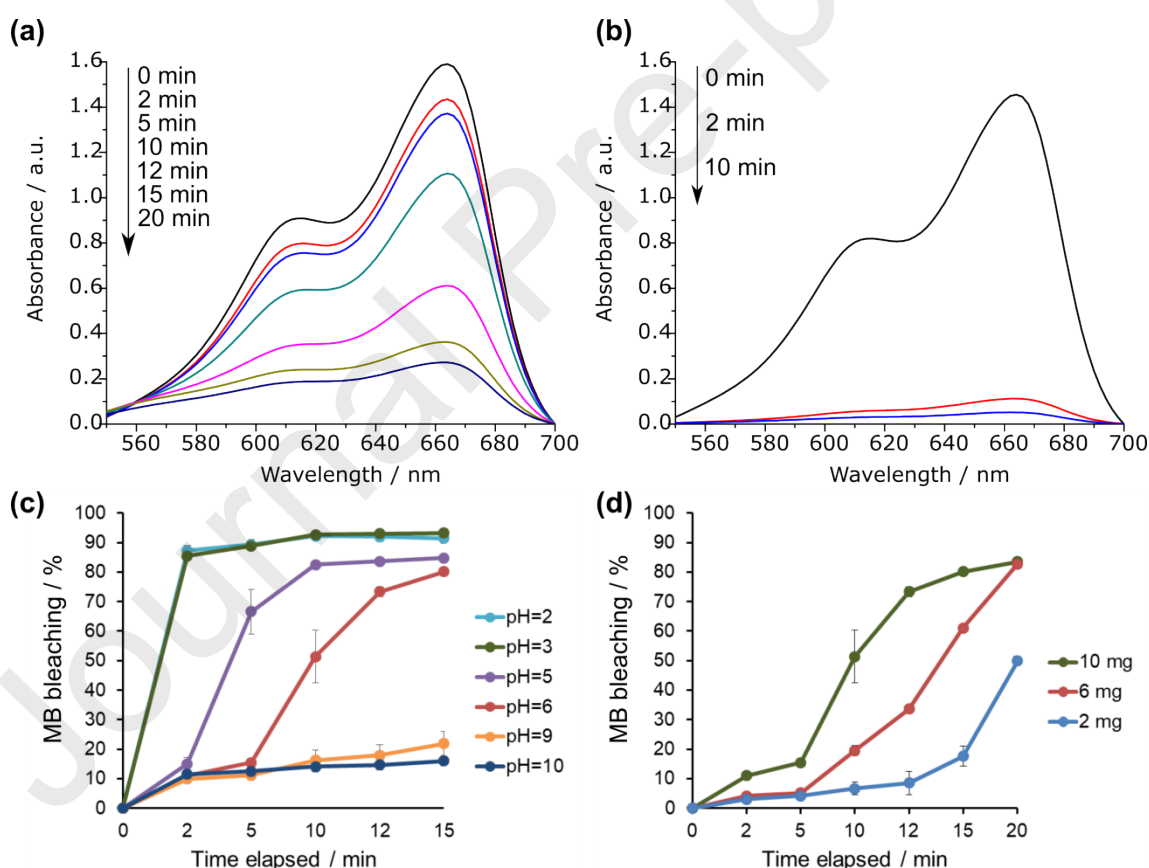 (a)
1.6
1.4
1.2
1.0
0.8
0.6
0.4
0.2
0.0
Absorbance / a.u.
0 min
2 min
5 min
10 min
12 min
15 min
20 min
560
600
620
640
660
680
700
Wavelength / nm
(b)
1.6
1.4
1.2
1.0
0.8
0.6
0.4
0.2
0.0
Absorbance / a.u.
0 min
2 min
10 min
560
600
620
640
660
680
700
Wavelength / nm
(c)
100
90
80
70
60
50
40
30
20
10
0
MB bleaching / %
0
2
5
10
12
15
Time elapsed / min
pH=2
pH=3
pH=5
pH=6
pH=9
pH=10
(d)
100
90
80
70
60
50
40
30
20
10
0
MB bleaching / %
0
2
5
10
12
15
20
Time elapsed / min
10 mg
6 mg
2 mg
Journal Pre-p